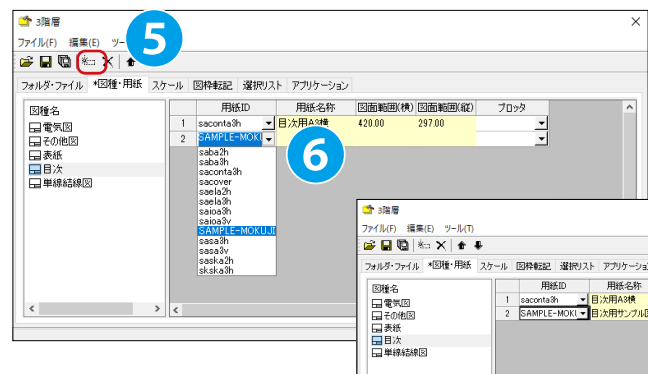 3階層
ファイル(F) 編集(E) ツー
5
フォルダ・ファイル *図種・用紙 スケール 図枠転記 選択リスト アプリケーション
図種名
電気図
その他図
表紙
目次
単線結線図
用紙ID 用紙名称 図面範囲(横) 図面範囲(縦) プロッタ
1 saconta3h 目次用A3横 420.00 297.00
2 SAMPLE-MOKU
6
saba2h
saba3h
saconta3h
sacover
saela2h
saela3h
saioa3h
saioa3v
SAMPLE-MOKUJI
sasa3h
sasa3v
saska2h
skska3h
3階層
ファイル(F) 編集(E) ツール(T)
フォルダ・ファイル *図種・用紙 スケール 図枠転記 選択リスト アプリケーショ
図種名
電気図
その他図
表紙
目次
単線結線図
用紙ID 用紙名称
1 saconta3h 目次用A3横
2 SAMPLE-MOKU 目次用サンプル